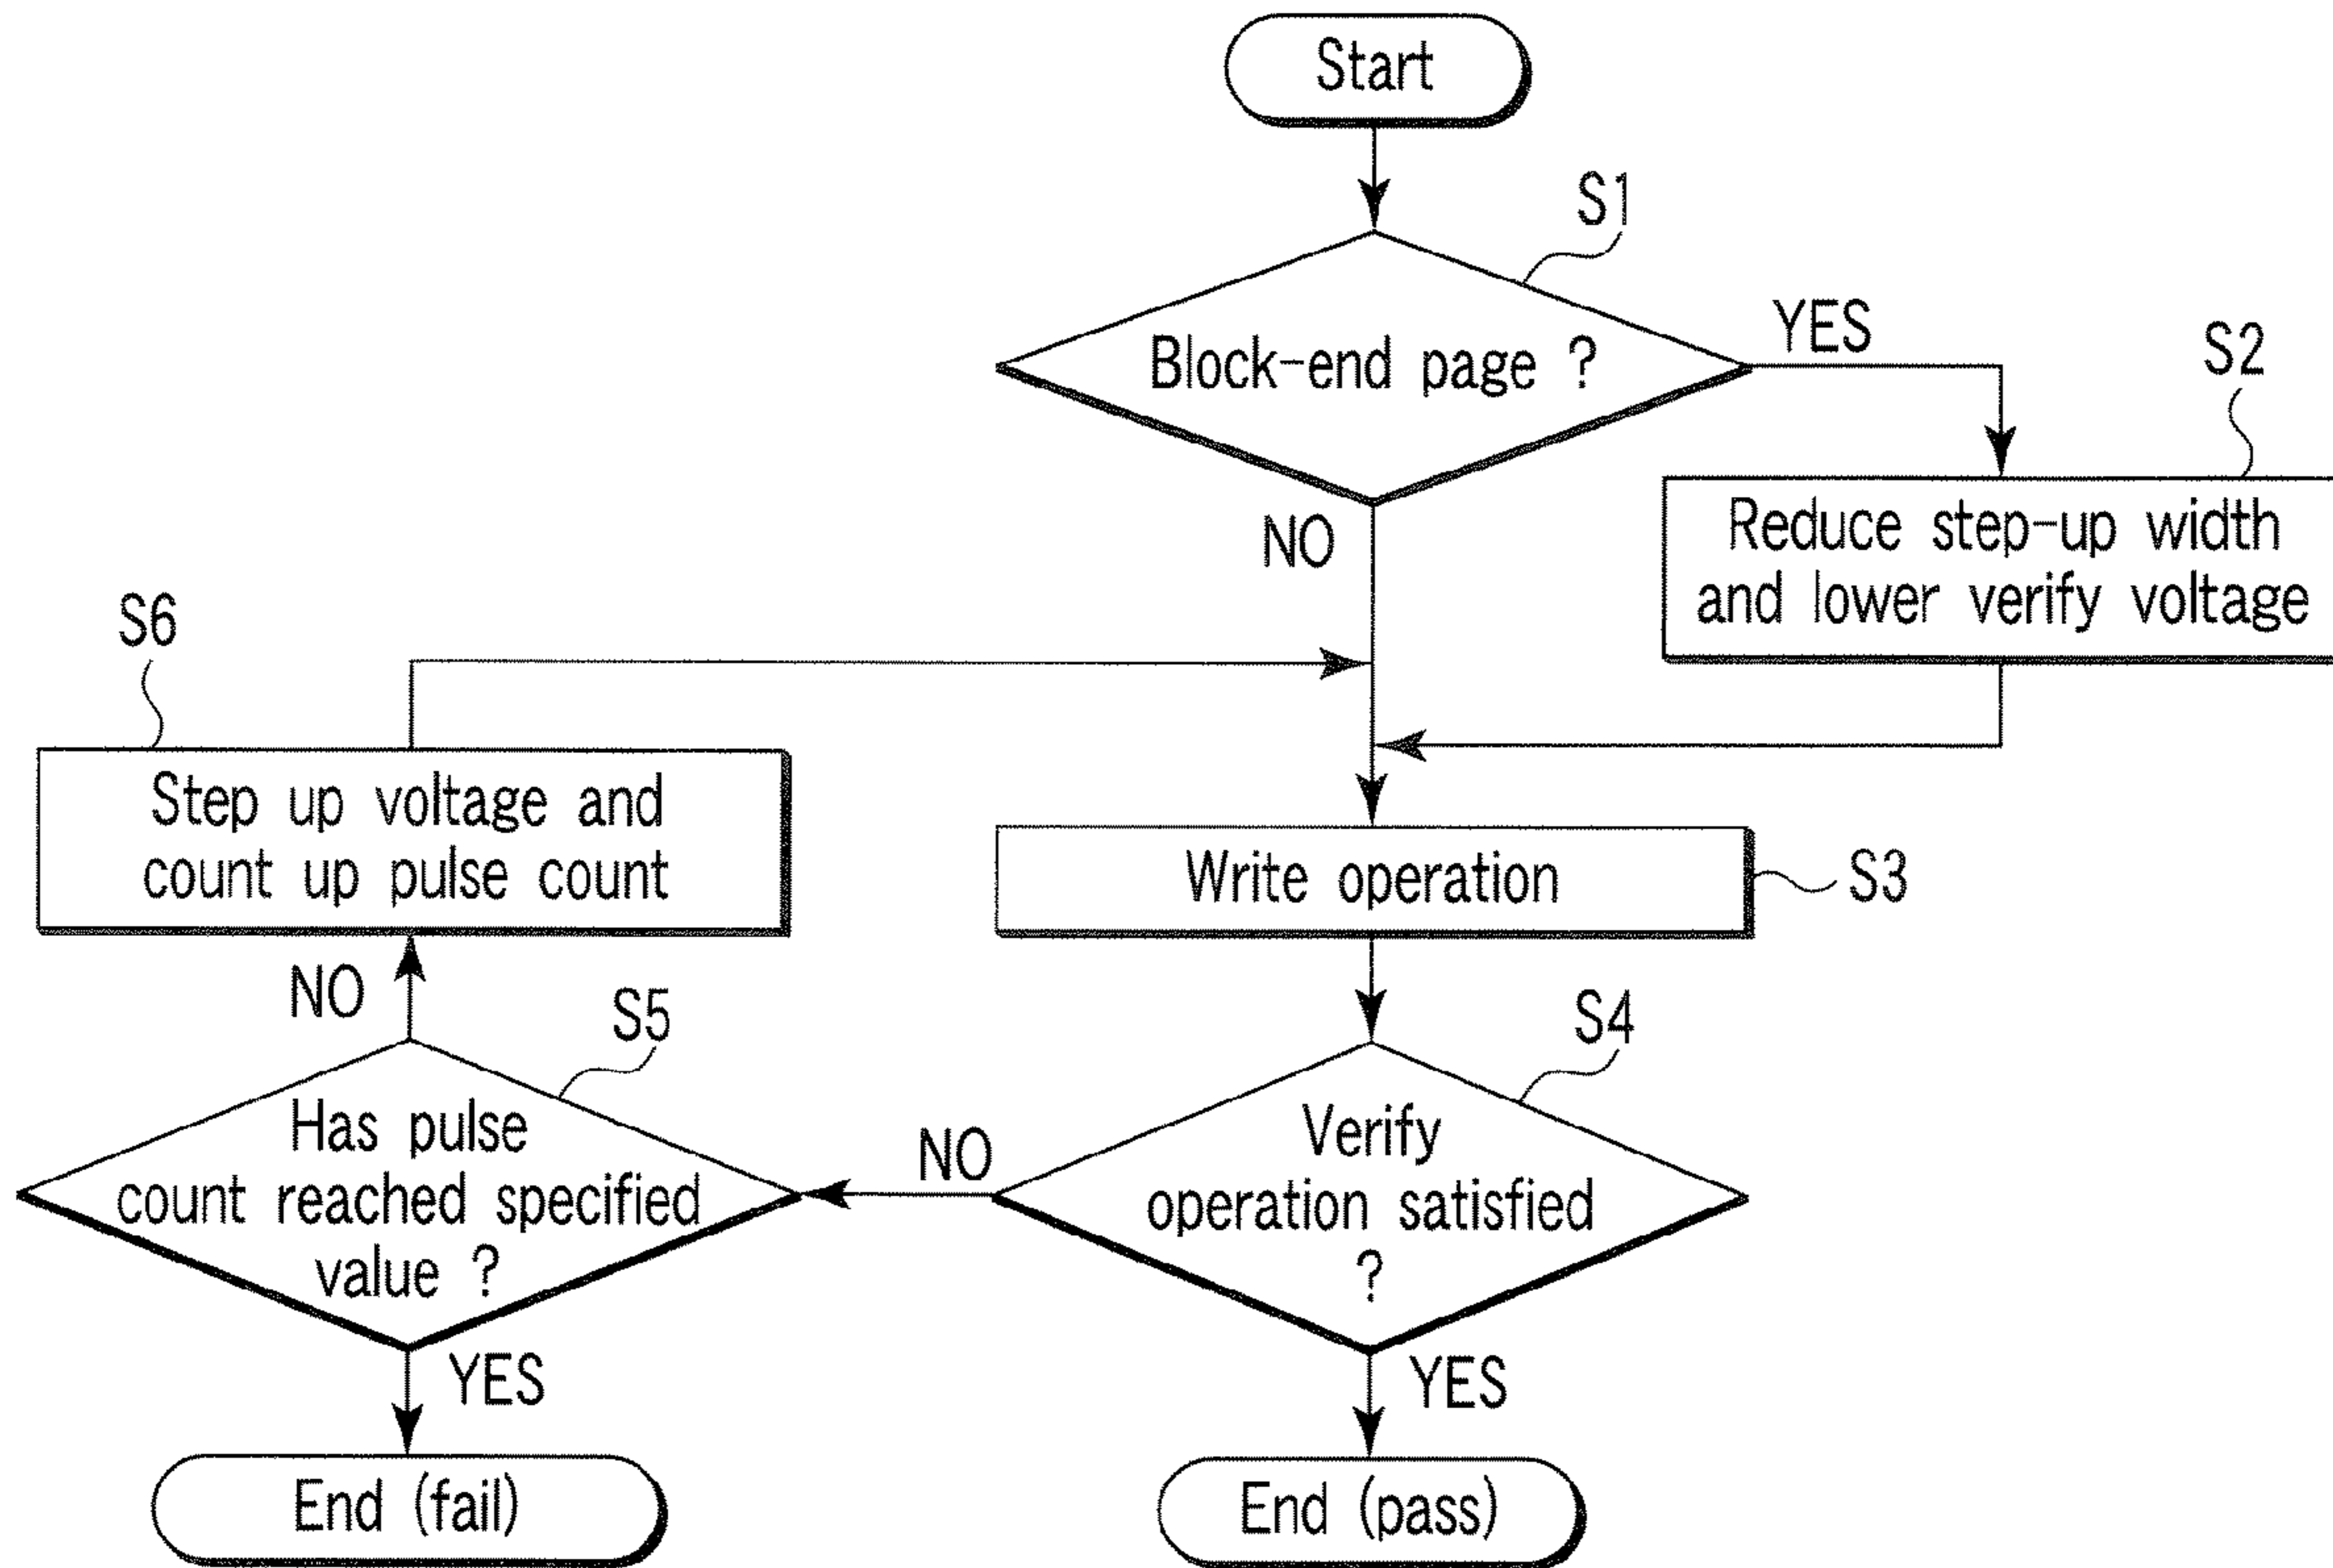 Start
S1
Block-end page ?
YES
S2
NO
Reduce step-up width
and lower verify voltage
S6
Step up voltage and
count up pulse count
Write operation
S3
NO
S5
S4
Has pulse
count reached specified
value ?
NO
Verify
operation satisfied
?
YES
YES
End (fail)
End (pass)